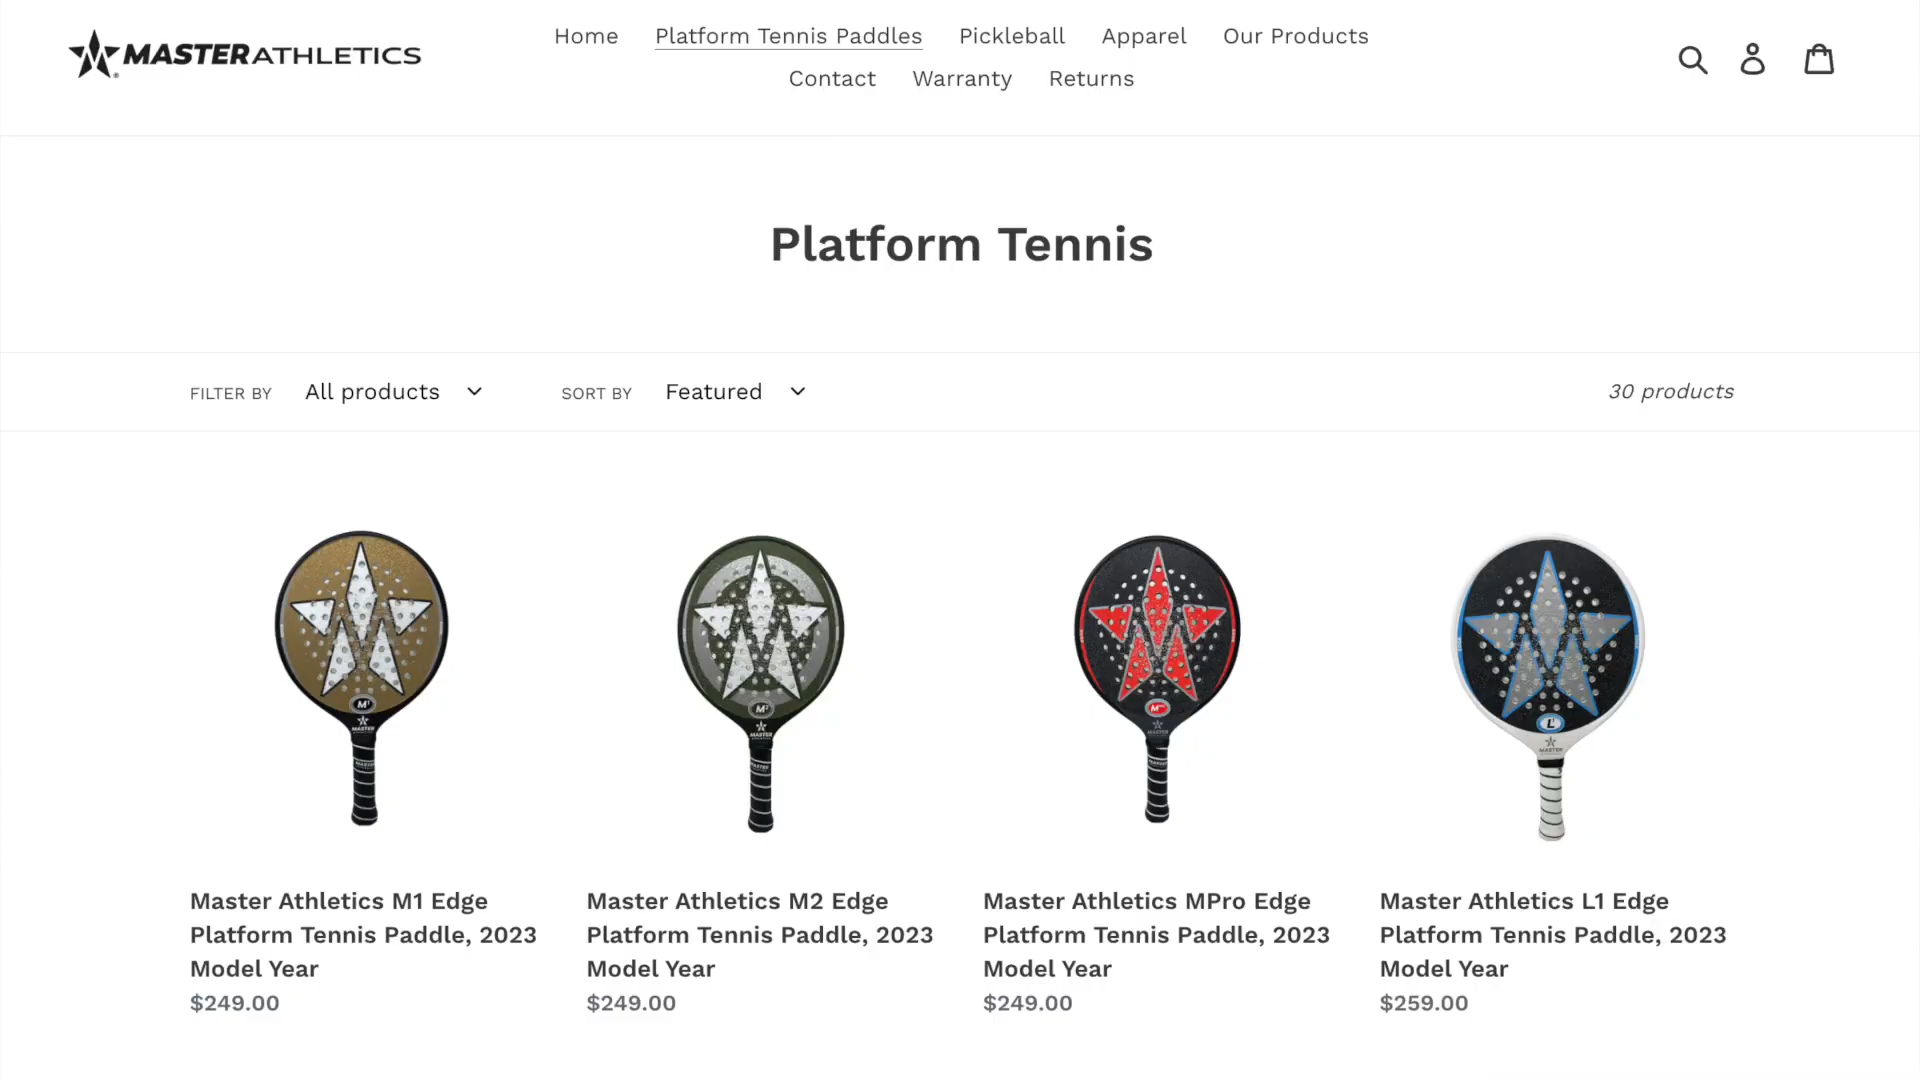 MASTER ATHLETICS
Home Platform Tennis Paddles Pickleball Apparel Our Products
Contact Warranty Returns
Platform Tennis
FILTER BY All products SORT BY Featured 30 products
Master Athletics M1 Edge
Platform Tennis Paddle, 2023
Model Year
$249.00
Master Athletics M2 Edge
Platform Tennis Paddle, 2023
Model Year
$249.00
Master Athletics MPro Edge
Platform Tennis Paddle, 2023
Model Year
$249.00
Master Athletics L1 Edge
Platform Tennis Paddle, 2023
Model Year
$259.00